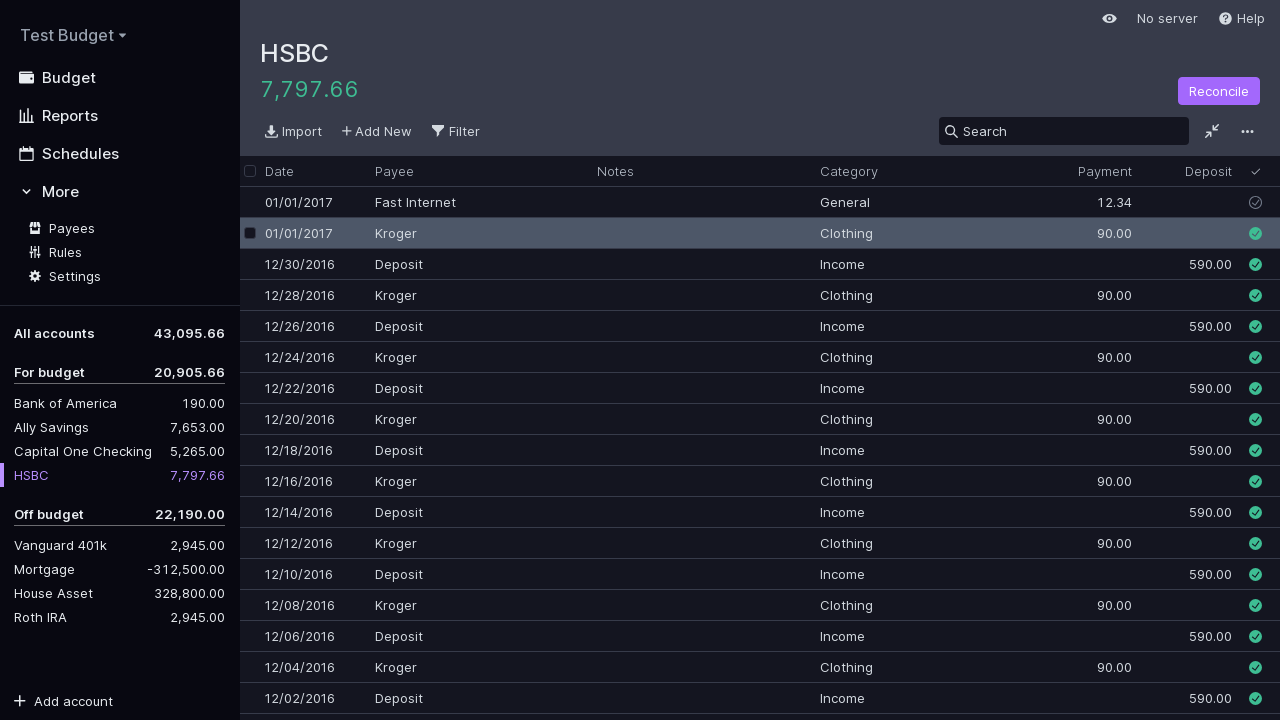 Test Budget
Budget
Reports
Schedules
More
Payees
Rules
Settings
All accounts 43,095.66
For budget 20,905.66
Bank of America 190.00
Ally Savings 7,653.00
Capital One Checking 5,265.00
HSBC 7,797.66
Off budget 22,190.00
Vanguard 401k 2,945.00
Mortgage -312,500.00
House Asset 328,800.00
Roth IRA 2,945.00
Add account
No server Help
HSBC
7,797.66
Reconcile
Import Add New Filter Search
Date Payee Notes Category Payment Deposit
01/01/2017 Fast Internet General 12.34
01/01/2017 Kroger Clothing 90.00
12/30/2016 Deposit Income 590.00
12/28/2016 Kroger Clothing 90.00
12/26/2016 Deposit Income 590.00
12/24/2016 Kroger Clothing 90.00
12/22/2016 Deposit Income 590.00
12/20/2016 Kroger Clothing 90.00
12/18/2016 Deposit Income 590.00
12/16/2016 Kroger Clothing 90.00
12/14/2016 Deposit Income 590.00
12/12/2016 Kroger Clothing 90.00
12/10/2016 Deposit Income 590.00
12/08/2016 Kroger Clothing 90.00
12/06/2016 Deposit Income 590.00
12/04/2016 Kroger Clothing 90.00
12/02/2016 Deposit Income 590.00